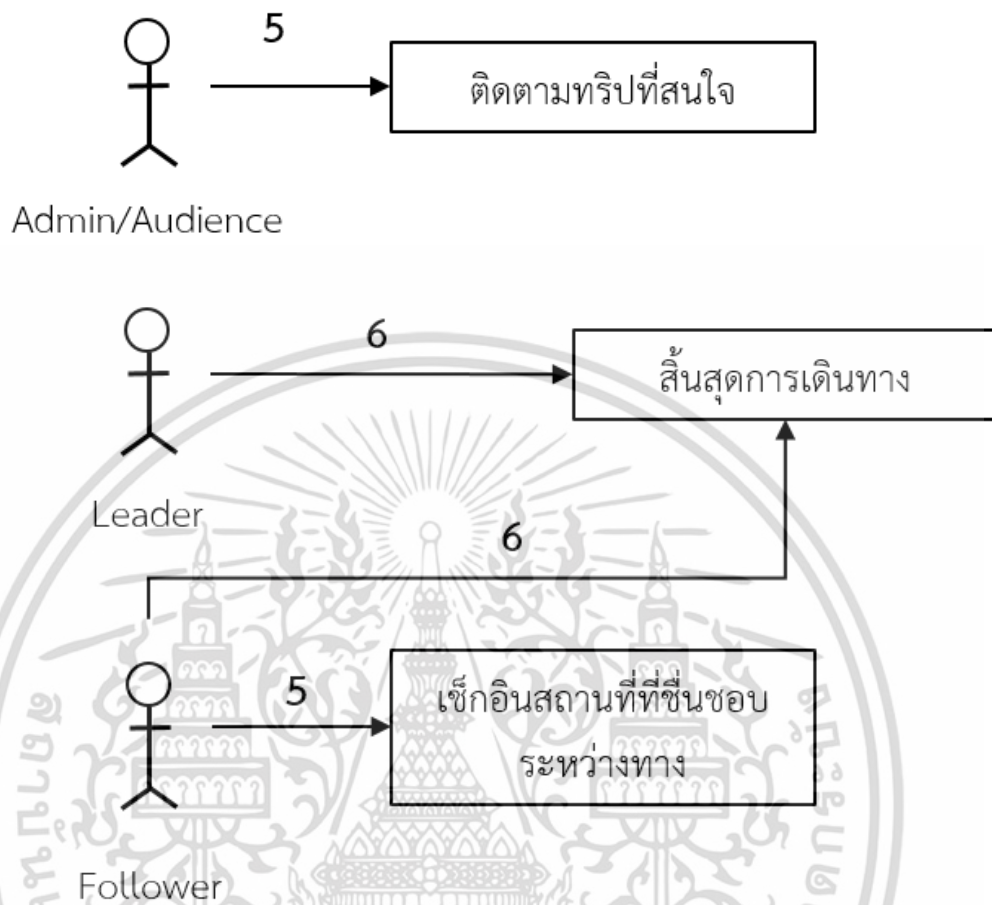 5
ติดตามทริปที่สนใจ
Admin/Audience
6
สิ้นสุดการเดินทาง
Leader
6
5
เช็กอินสถานที่ที่ชื่นชอบ
ระหว่างทาง
Follower